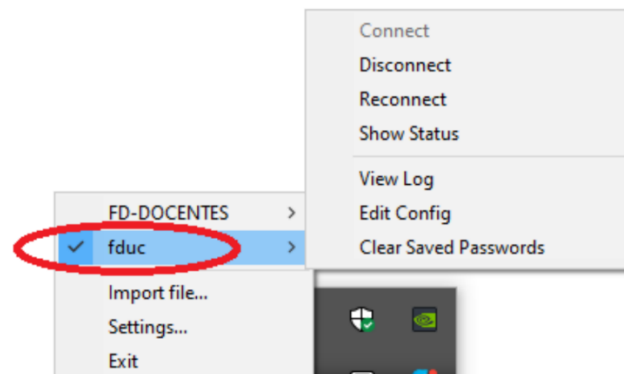 Connect
Disconnect
Reconnect
Show Status
View Log
Edit Config
Clear Saved Passwords
FD-DOCENTES
fduc
Import file...
Settings...
Exit